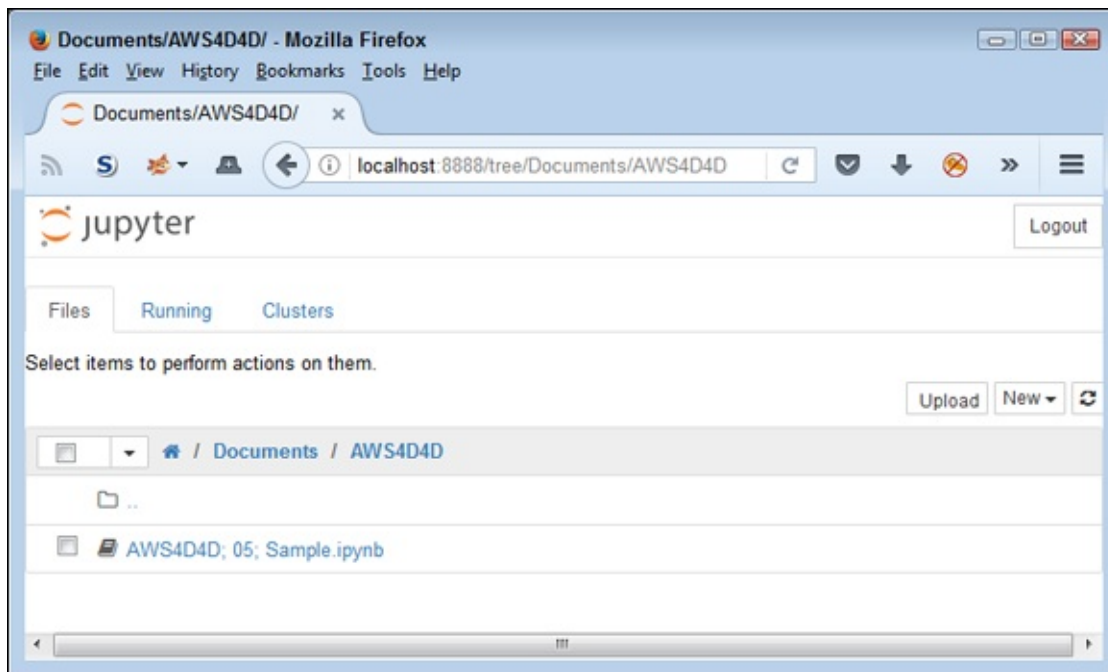 Documents/AWS4D4D/ - Mozilla Firefox
File Edit View History Bookmarks Tools Help
Documents/AWS4D4D/ ×
S) localhost:8888/tree/Documents/AWS4D4D »
jupyter Logout
Files Running Clusters
Select items to perform actions on them.
Upload New
/ Documents / AWS4D4D
..
AWS4D4D; 05; Sample.ipynb